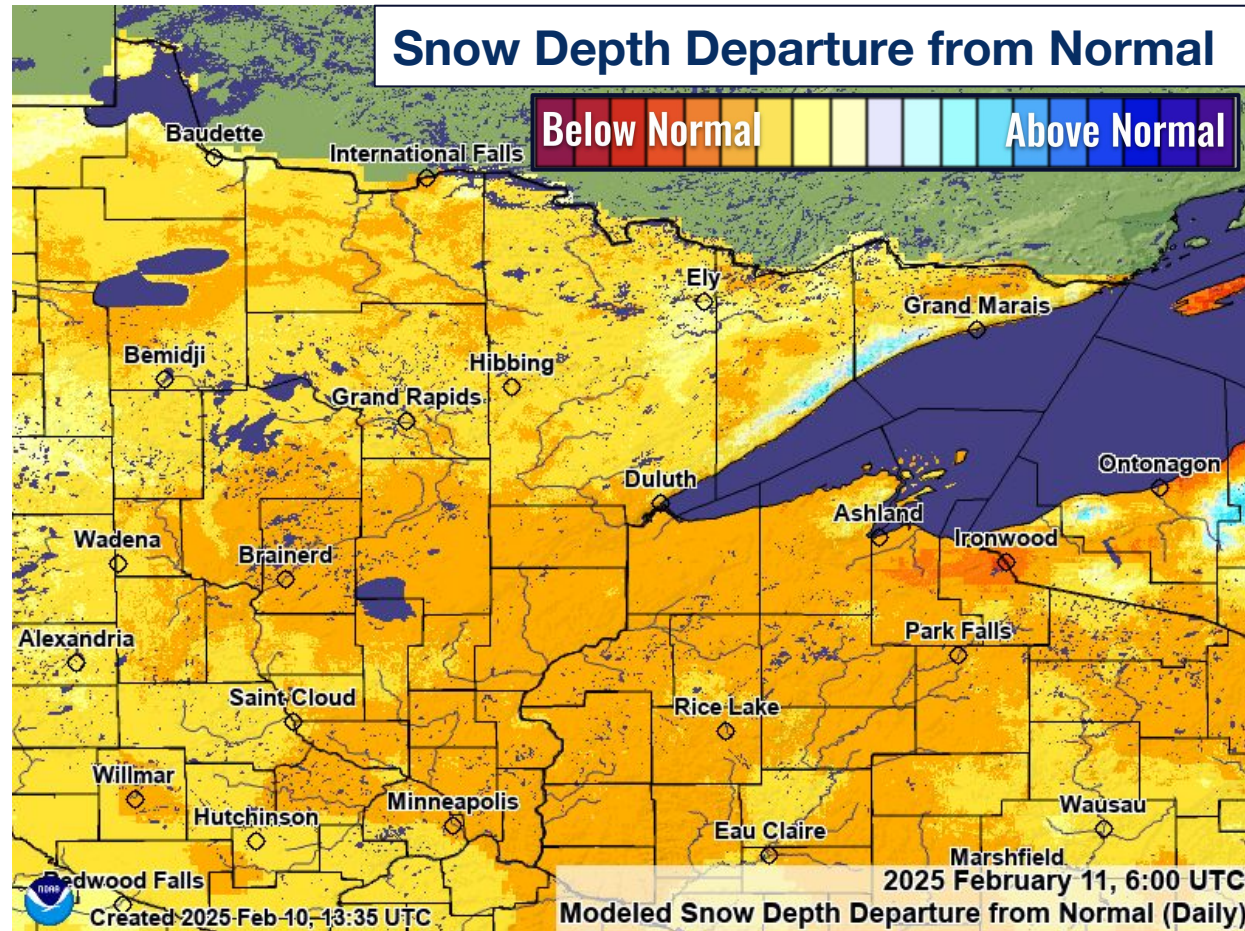 Snow Depth Departure from Normal
Below Normal
Above Normal
Baudette
International Falls
Ely
Grand Marais
Bemidji
Hibbing
Grand Rapids
Duluth
Ontonagon
Ashland
Wadena
Brainerd
Ironwood
Alexandria
Park Falls
Saint Cloud
Rice Lake
Willmar
Minneapolis
Hutchinson
Wausau
Eau Claire
Marshfield
Redwood Falls
NOAA
2025 February 11, 6:00 UTC
Created 2025-Feb 10, 13:35 UTC
Modeled Snow Depth Departure from Normal (Daily)